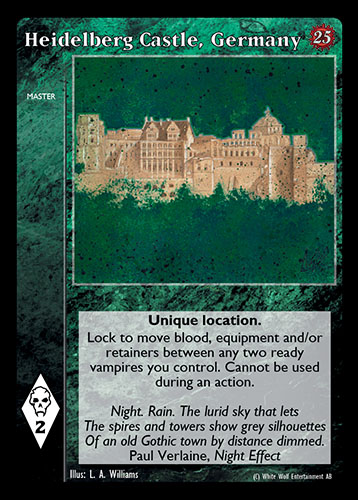 Heidelberg Castle, Germany 25
MASTER
Unique location.
Lock to move blood, equipment and/or
retainers between any two ready
vampires you control. Cannot be used
during an action.
Night. Rain. The lurid sky that lets
The spires and towers show grey silhouettes
Of an old Gothic town by distance dimmed.
Paul Verlaine, Night Effect
2
Illus: L. A. Williams
(C) White Wolf Entertainment AB